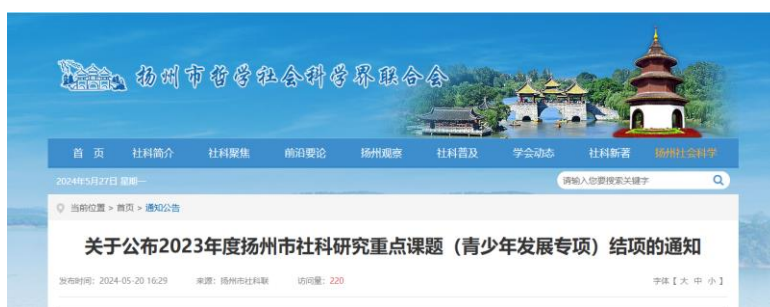 扬州市哲学社会科学界联合会
首 页 社科简介 社科聚焦 前沿要论 扬州观察 社科普及 学会动态 社科新著 扬州社会科学
2024年5月27日 星期一 请输入您要搜索关键字
当前位置 > 首页 > 通知公告
关于公布2023年度扬州市社科研究重点课题（青少年发展专项）结项的通知
发布时间：2024-05-20 16:29 来源：扬州市社科联 访问量：220 字体【 大 中 小 】